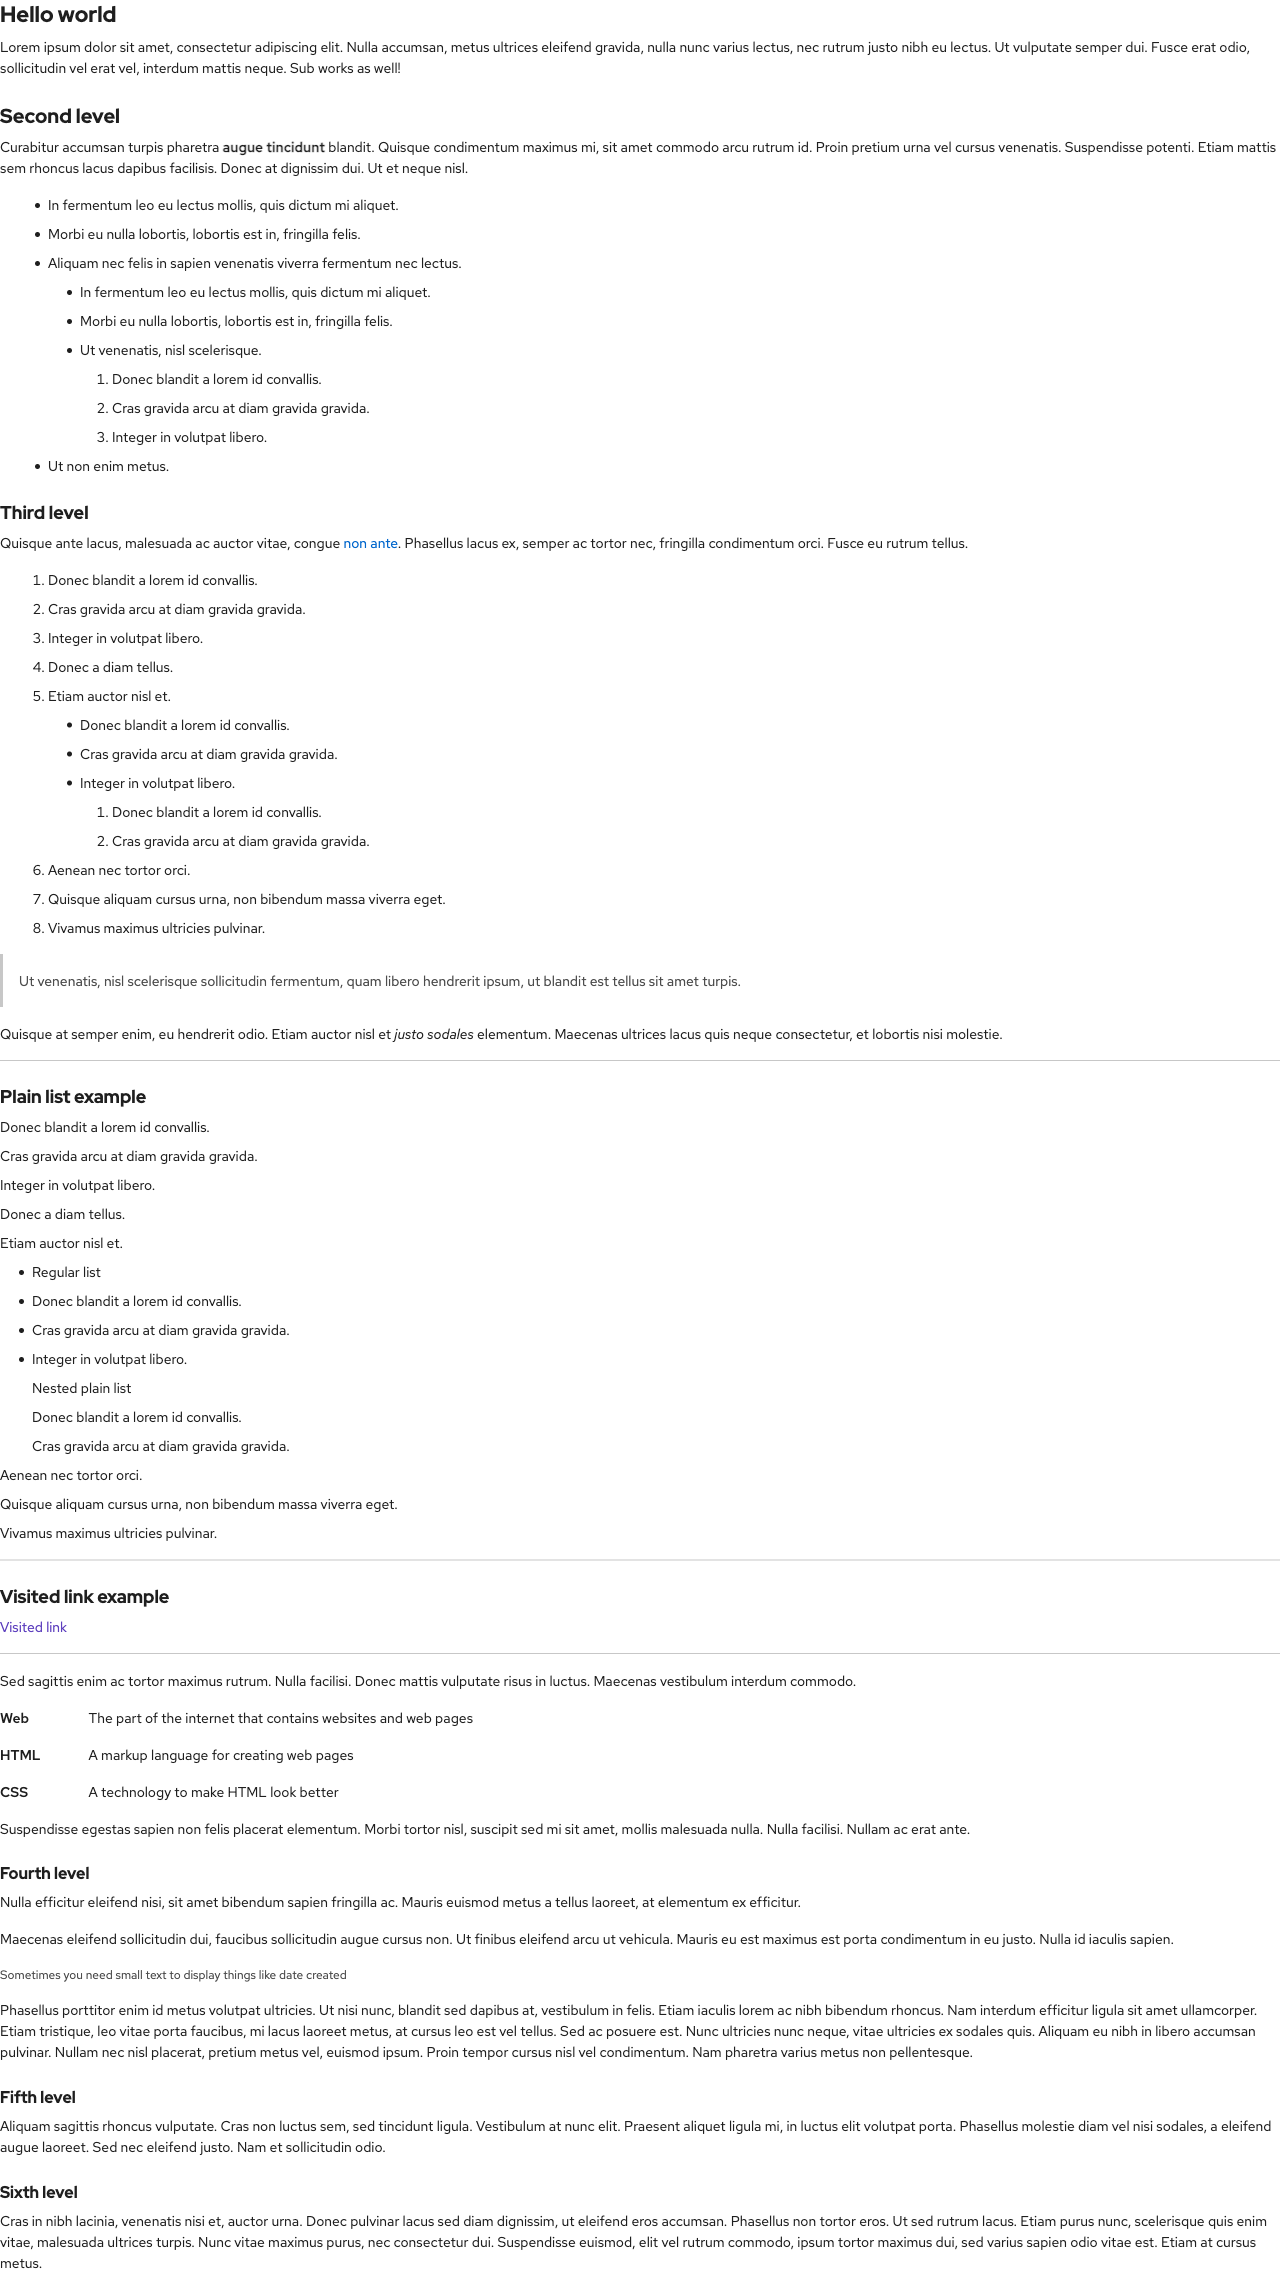 Hello world
Lorem ipsum dolor sit amet, consectetur adipiscing elit. Nulla accumsan, metus ultrices eleifend gravida, nulla nunc varius lectus, nec rutrum justo nibh eu lectus. Ut vulputate semper dui. Fusce erat odio,
sollicitudin vel erat vel, interdum mattis neque. Sub works as well!
Second level
Curabitur accumsan turpis pharetra augue tincidunt blandit. Quisque condimentum maximus mi, sit amet commodo arcu rutrum id. Proin pretium urna vel cursus venenatis. Suspendisse potenti. Etiam mattis
sem rhoncus lacus dapibus facilisis. Donec at dignissim dui. Ut et neque nisl.
• In fermentum leo eu lectus mollis, quis dictum mi aliquet.
• Morbi eu nulla lobortis, lobortis est in, fringilla felis.
• Aliquam nec felis in sapien venenatis viverra fermentum nec lectus.
• In fermentum leo eu lectus mollis, quis dictum mi aliquet.
• Morbi eu nulla lobortis, lobortis est in, fringilla felis.
• Ut venenatis, nisl scelerisque.
1. Donec blandit a lorem id convallis.
2. Cras gravida arcu at diam gravida gravida.
3. Integer in volutpat libero.
• Ut non enim metus.
Third level
Quisque ante lacus, malesuada ac auctor vitae, congue non ante. Phasellus lacus ex, semper ac tortor nec, fringilla condimentum orci. Fusce eu rutrum tellus.
1. Donec blandit a lorem id convallis.
2. Cras gravida arcu at diam gravida gravida.
3. Integer in volutpat libero.
4. Donec a diam tellus.
5. Etiam auctor nisl et.
• Donec blandit a lorem id convallis.
• Cras gravida arcu at diam gravida gravida.
• Integer in volutpat libero.
1. Donec blandit a lorem id convallis.
2. Cras gravida arcu at diam gravida gravida.
6. Aenean nec tortor orci.
7. Quisque aliquam cursus urna, non bibendum massa viverra eget.
8. Vivamus maximus ultricies pulvinar.
Ut venenatis, nisl scelerisque sollicitudin fermentum, quam libero hendrerit ipsum, ut blandit est tellus sit amet turpis.
Quisque at semper enim, eu hendrerit odio. Etiam auctor nisl et justo sodales elementum. Maecenas ultrices lacus quis neque consectetur, et lobortis nisi molestie.
Plain list example
Donec blandit a lorem id convallis.
Cras gravida arcu at diam gravida gravida.
Integer in volutpat libero.
Donec a diam tellus.
Etiam auctor nisl et.
• Regular list
• Donec blandit a lorem id convallis.
• Cras gravida arcu at diam gravida gravida.
• Integer in volutpat libero.
Nested plain list
Donec blandit a lorem id convallis.
Cras gravida arcu at diam gravida gravida.
Aenean nec tortor orci.
Quisque aliquam cursus urna, non bibendum massa viverra eget.
Vivamus maximus ultricies pulvinar.
Visited link example
Visited link
Sed sagittis enim ac tortor maximus rutrum. Nulla facilisi. Donec mattis vulputate risus in luctus. Maecenas vestibulum interdum commodo.
Web The part of the internet that contains websites and web pages
HTML A markup language for creating web pages
CSS A technology to make HTML look better
Suspendisse egestas sapien non felis placerat elementum. Morbi tortor nisl, suscipit sed mi sit amet, mollis malesuada nulla. Nulla facilisi. Nullam ac erat ante.
Fourth level
Nulla efficitur eleifend nisi, sit amet bibendum sapien fringilla ac. Mauris euismod metus a tellus laoreet, at elementum ex efficitur.
Maecenas eleifend sollicitudin dui, faucibus sollicitudin augue cursus non. Ut finibus eleifend arcu ut vehicula. Mauris eu est maximus est porta condimentum in eu justo. Nulla id iaculis sapien.
Sometimes you need small text to display things like date created
Phasellus porttitor enim id metus volutpat ultricies. Ut nisi nunc, blandit sed dapibus at, vestibulum in felis. Etiam iaculis lorem ac nibh bibendum rhoncus. Nam interdum efficitur ligula sit amet ullamcorper.
Etiam tristique, leo vitae porta faucibus, mi lacus laoreet metus, at cursus leo est vel tellus. Sed ac posuere est. Nunc ultricies nunc neque, vitae ultricies ex sodales quis. Aliquam eu nibh in libero accumsan
pulvinar. Nullam nec nisl placerat, pretium metus vel, euismod ipsum. Proin tempor cursus nisl vel condimentum. Nam pharetra varius metus non pellentesque.
Fifth level
Aliquam sagittis rhoncus vulputate. Cras non luctus sem, sed tincidunt ligula. Vestibulum at nunc elit. Praesent aliquet ligula mi, in luctus elit volutpat porta. Phasellus molestie diam vel nisi sodales, a eleifend
augue laoreet. Sed nec eleifend justo. Nam et sollicitudin odio.
Sixth level
Cras in nibh lacinia, venenatis nisi et, auctor urna. Donec pulvinar lacus sed diam dignissim, ut eleifend eros accumsan. Phasellus non tortor eros. Ut sed rutrum lacus. Etiam purus nunc, scelerisque quis enim
vitae, malesuada ultrices turpis. Nunc vitae maximus purus, nec consectetur dui. Suspendisse euismod, elit vel rutrum commodo, ipsum tortor maximus dui, sed varius sapien odio vitae est. Etiam at cursus
metus.